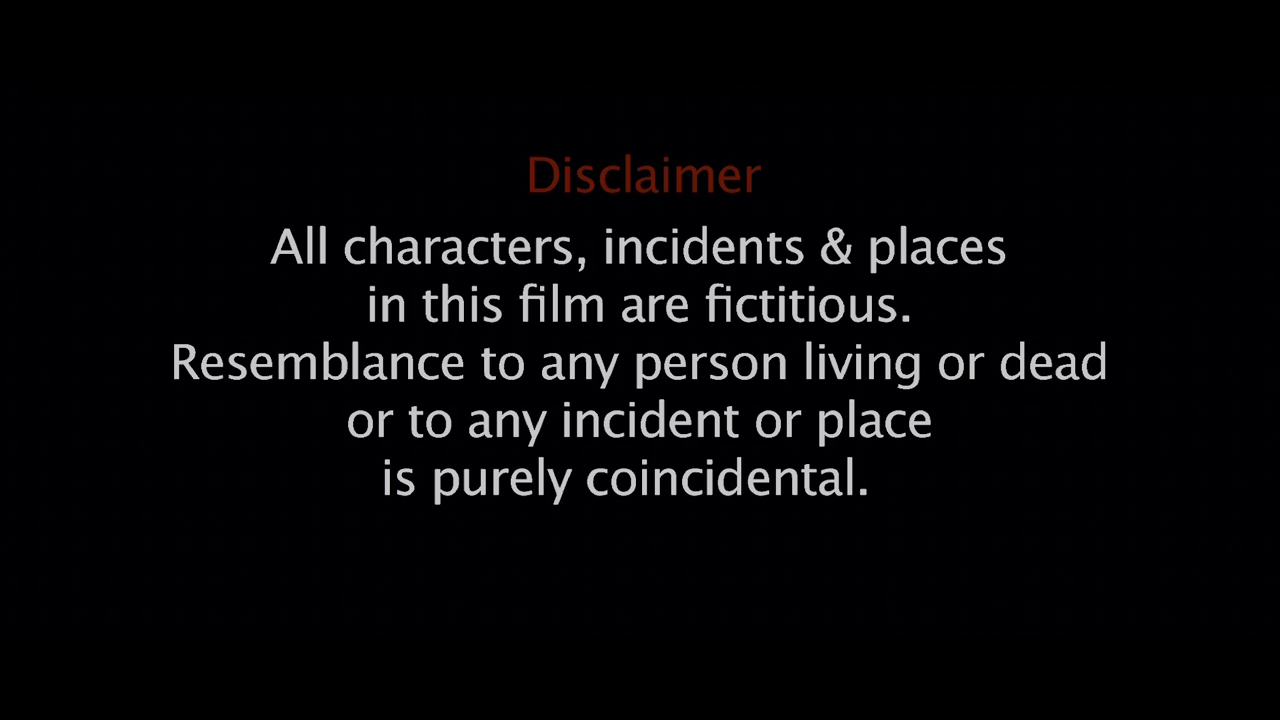 Disclaimer
All characters, incidents & places
in this film are fictitious.
Resemblance to any person living or dead
or to any incident or place
is purely coincidental.